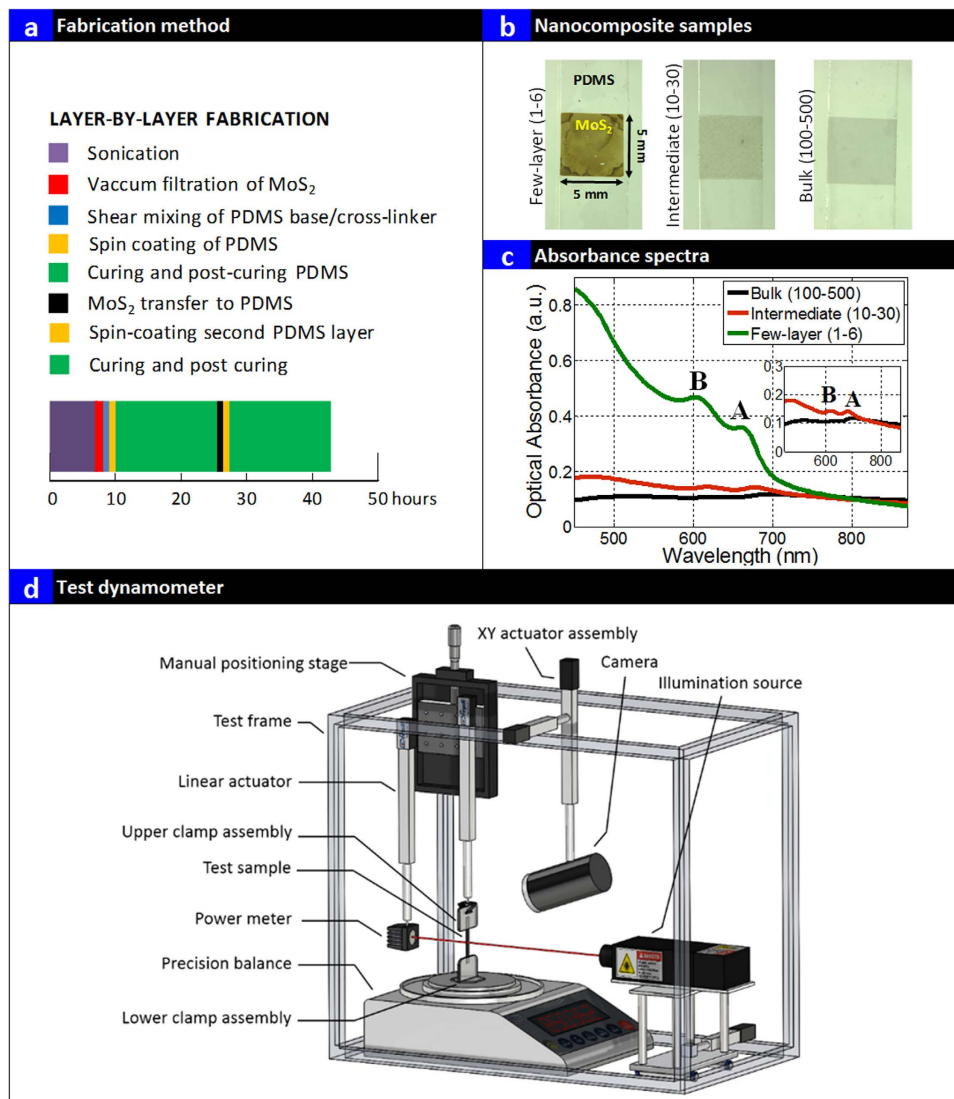 a Fabrication method
LAYER-BY-LAYER FABRICATION
Sonication
Vaccum filtration of MoS₂
Shear mixing of PDMS base/cross-linker
Spin coating of PDMS
Curing and post-curing PDMS
MoS₂ transfer to PDMS
Spin-coating second PDMS layer
Curing and post curing
0 10 20 30 40 50 hours
b Nanocomposite samples
Few-layer (1-6)
PDMS
MoS₂
5 mm
5 mm
Intermediate (10-30)
Bulk (100-500)
c Absorbance spectra
Optical Absorbance (a.u.)
0.8
0.6
0.4
0.2
0
500 600 700 800
Wavelength (nm)
B
A
Bulk (100-500)
Intermediate (10-30)
Few-layer (1-6)
0.3
0.2
0.1
0
B A
600 800
d Test dynamometer
XY actuator assembly
Camera
Illumination source
Manual positioning stage
Test frame
Linear actuator
Upper clamp assembly
Test sample
Power meter
Precision balance
Lower clamp assembly